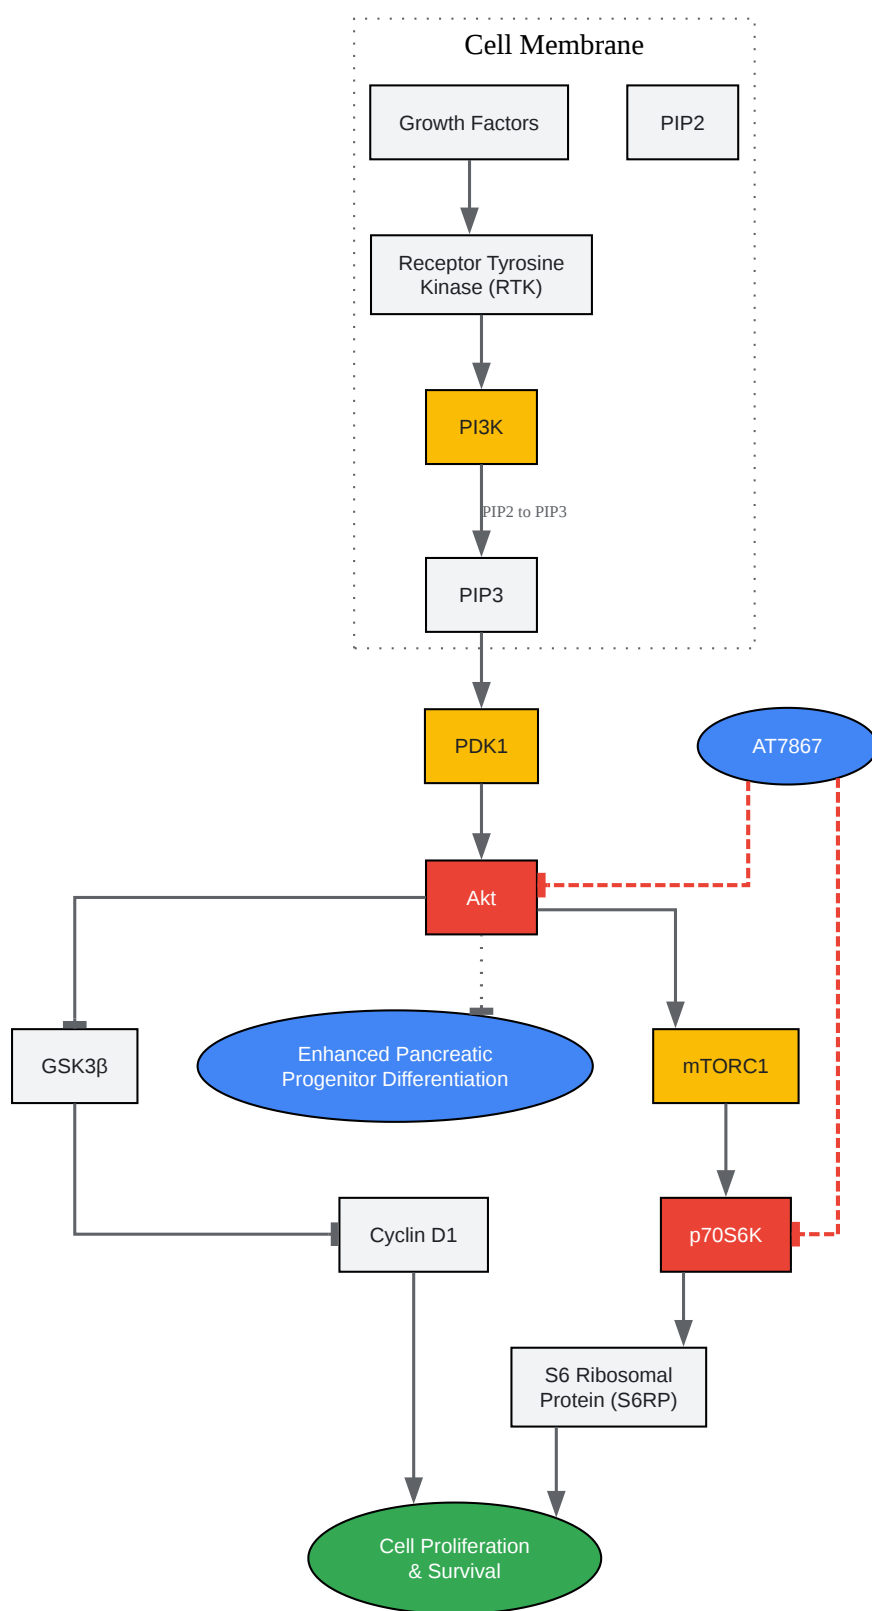 Cell Membrane
Growth Factors
PIP2
Receptor Tyrosine
Kinase (RTK)
PI3K
PIP2 to PIP3
PIP3
PDK1
AT7867
Akt
GSK3β
Enhanced Pancreatic
Progenitor Differentiation
mTORC1
Cyclin D1
p70S6K
S6 Ribosomal
Protein (S6RP)
Cell Proliferation
& Survival